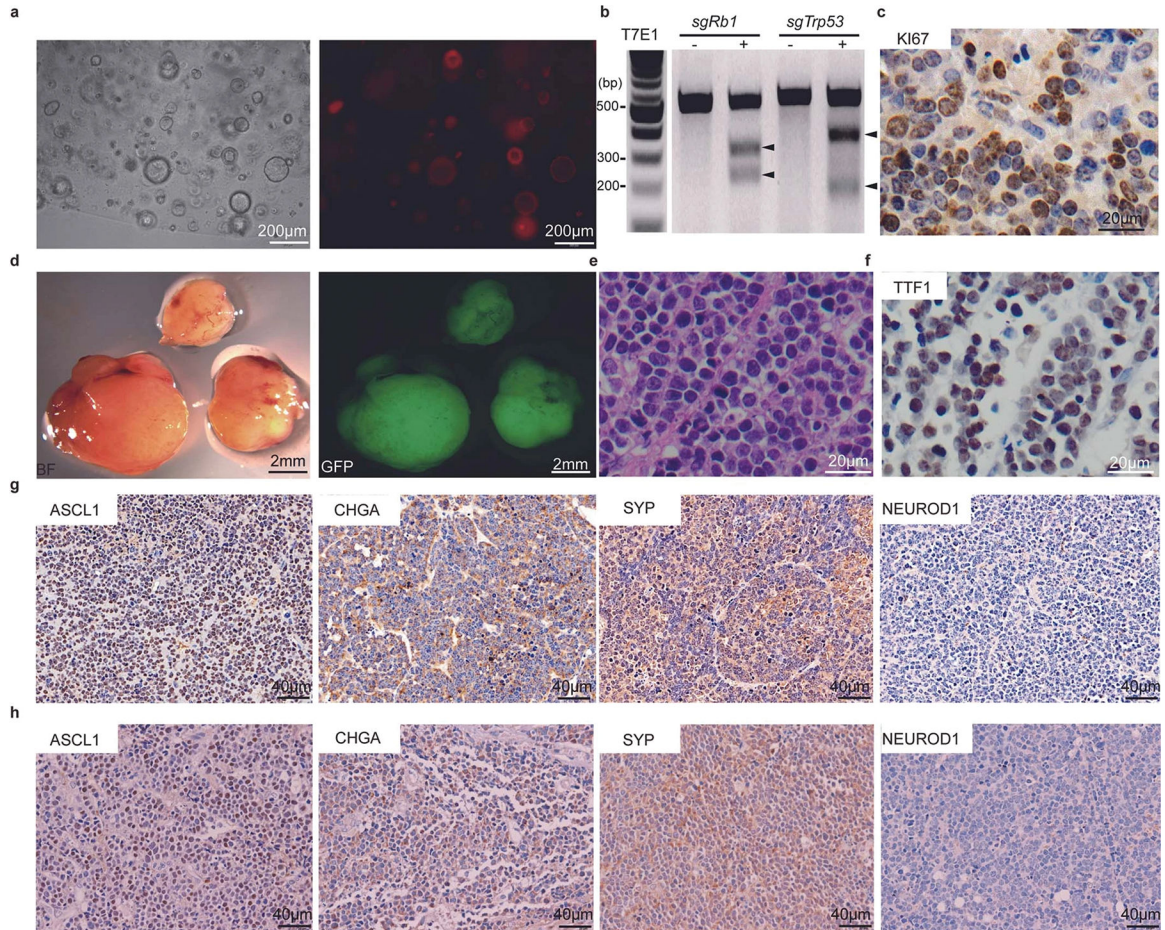 a
200μm
200μm
b
sgRb1 sgTrp53
T7E1
- + - +
(bp)
500
300
200
c
KI67
20μm
d
BF
2mm
GFP
2mm
e
20μm
f
TTF1
20μm
g
ASCL1
40μm
CHGA
40μm
SYP
40μm
NEUROD1
40μm
h
ASCL1
40μm
CHGA
40μm
SYP
40μm
NEUROD1
40μm